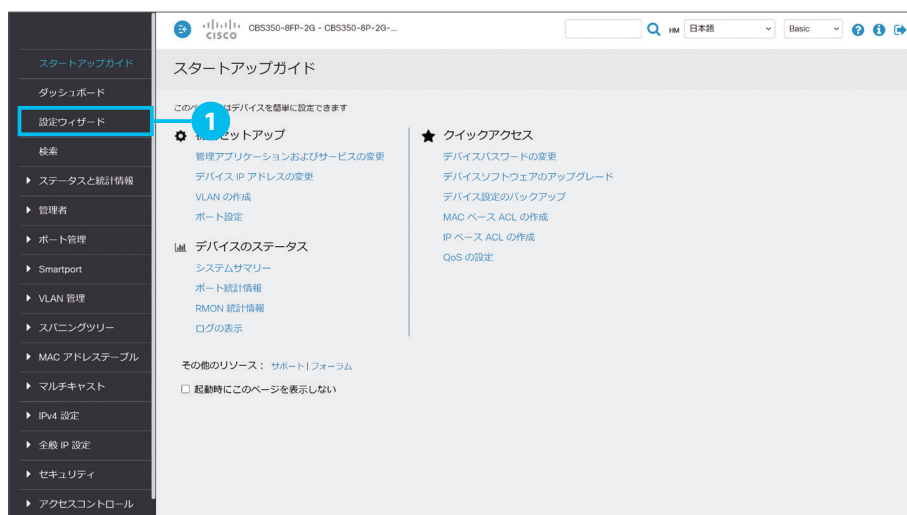 CISCO
CBS350-8FP-2G - CBS350-8P-2G-...
HM
日本語
Basic
スタートアップガイド
ダッシュボード
設定ウィザード
検索
ステータスと統計情報
管理者
ポート管理
Smartport
VLAN 管理
スパニングツリー
MAC アドレステーブル
マルチキャスト
IPv4 設定
全般 IP 設定
セキュリティ
アクセスコントロール
スタートアップガイド
この はデバイスを簡単に設定できます
1
セットアップ
管理アプリケーションおよびサービスの変更
デバイス IP アドレスの変更
VLAN の作成
ポート設定
デバイスのステータス
システムサマリー
ポート統計情報
RMON 統計情報
ログの表示
クイックアクセス
デバイスパスワードの変更
デバイスソフトウェアのアップグレード
デバイス設定のバックアップ
MAC ベース ACL の作成
IP ベース ACL の作成
QoS の設定
その他のリソース： サポート | フォーラム
起動時にこのページを表示しない